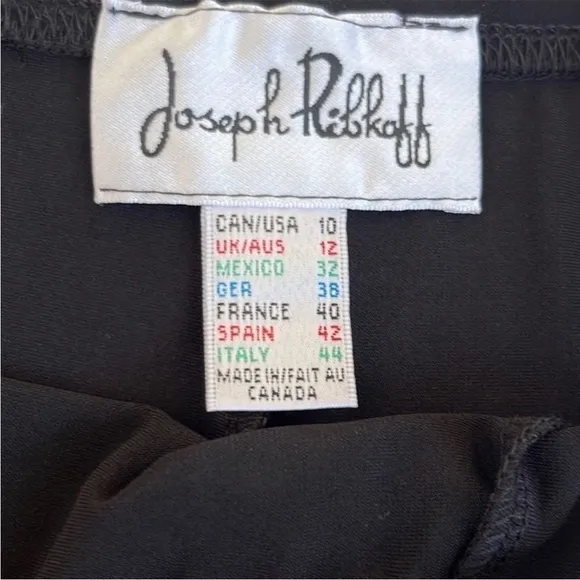 Joseph Ribkoff
CAN/USA 10
UK/AUS 12
MEXICO 32
GER 38
FRANCE 40
SPAIN 42
ITALY 44
MADE IN/FAIT AU
CANADA